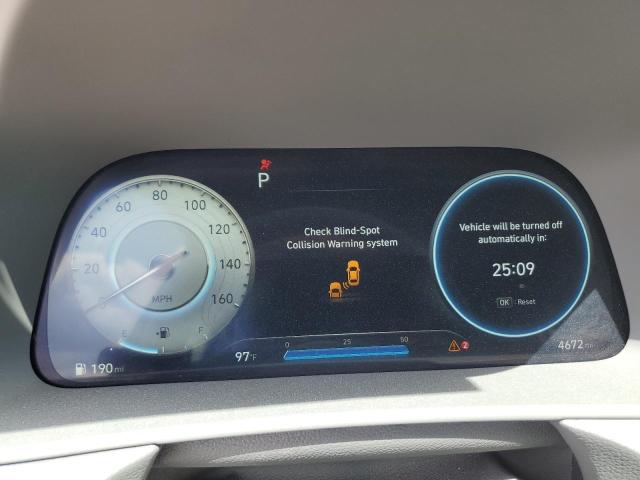 P
80
60
100
40
120
20
140
160
MPH
E
F
190 mi
97°F
Check Blind-Spot
Collision Warning system
0 25 50
2
Vehicle will be turned off
automatically in:
25:09
OK : Reset
4672 mi